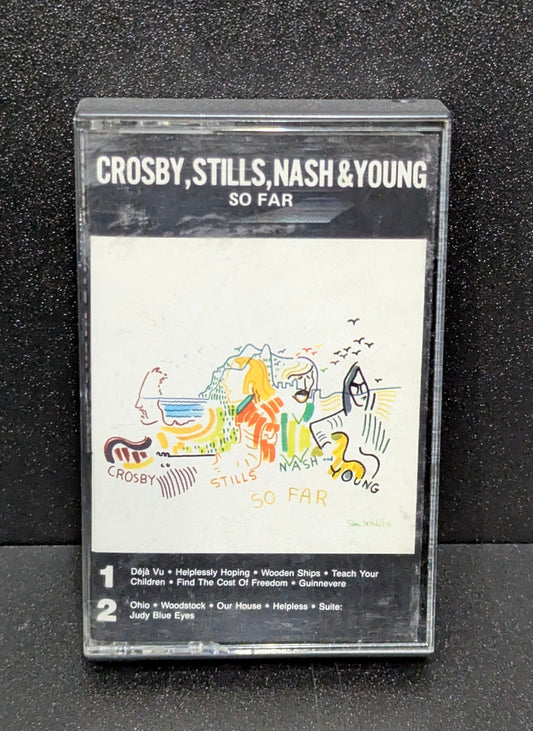 CROSBY, STILLS, NASH & YOUNG
SO FAR
CROSBY
STILLS
NASH and YOUNG
SO FAR
1 Déjà Vu • Helplessly Hoping • Wooden Ships • Teach Your
Children • Find The Cost Of Freedom • Guinnevere
2 Ohio • Woodstock • Our House • Helpless • Suite:
Judy Blue Eyes